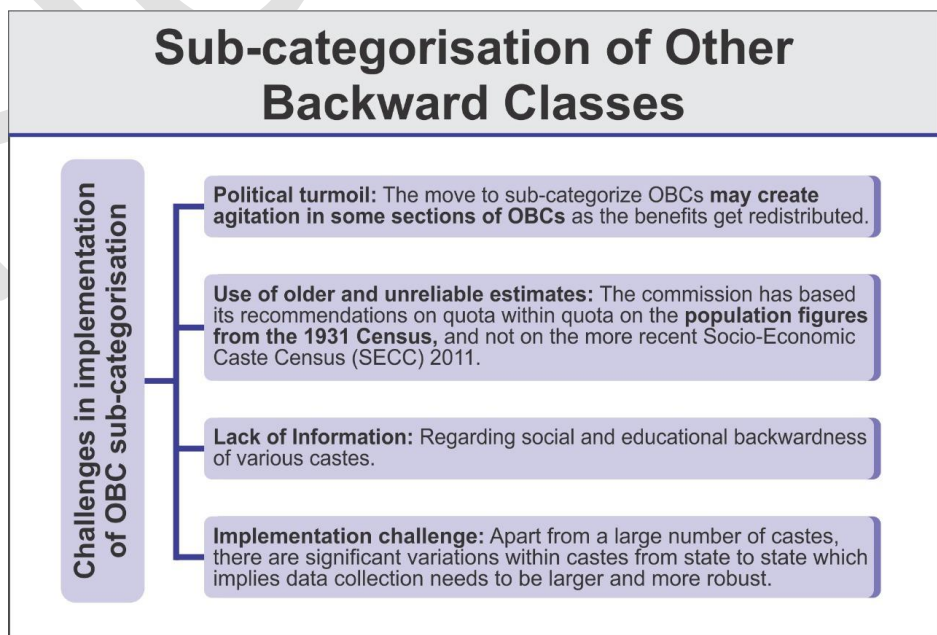 Sub-categorisation of Other
Backward Classes
Challenges in implementation
of OBC sub-categorisation
Political turmoil: The move to sub-categorize OBCs may create
agitation in some sections of OBCs as the benefits get redistributed.
Use of older and unreliable estimates: The commission has based
its recommendations on quota within quota on the population figures
from the 1931 Census, and not on the more recent Socio-Economic
Caste Census (SECC) 2011.
Lack of Information: Regarding social and educational backwardness
of various castes.
Implementation challenge: Apart from a large number of castes,
there are significant variations within castes from state to state which
implies data collection needs to be larger and more robust.